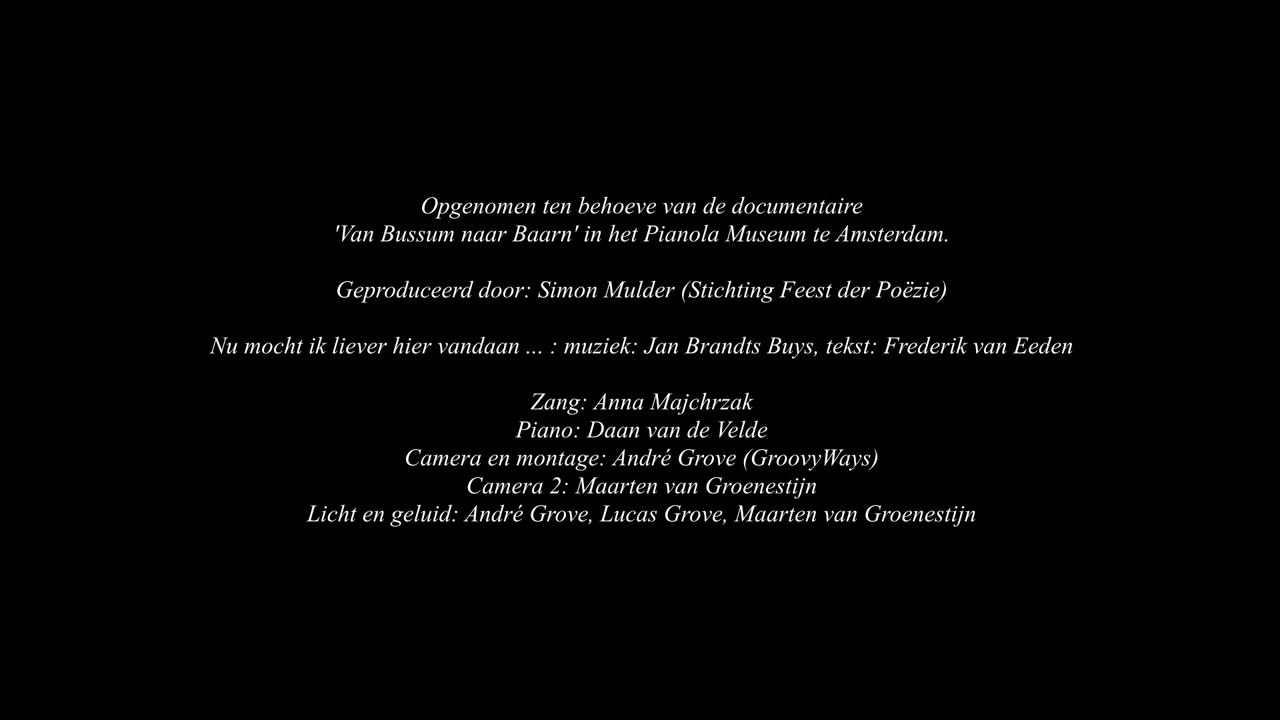 Opgenomen ten behoeve van de documentaire
'Van Bussum naar Baarn' in het Pianola Museum te Amsterdam.
Geproduceerd door: Simon Mulder (Stichting Feest der Poëzie)
Nu mocht ik liever hier vandaan ... : muziek: Jan Brandts Buys, tekst: Frederik van Eeden
Zang: Anna Majchrzak
Piano: Daan van de Velde
Camera en montage: André Grove (GroovyWays)
Camera 2: Maarten van Groenestijn
Licht en geluid: André Grove, Lucas Grove, Maarten van Groenestijn